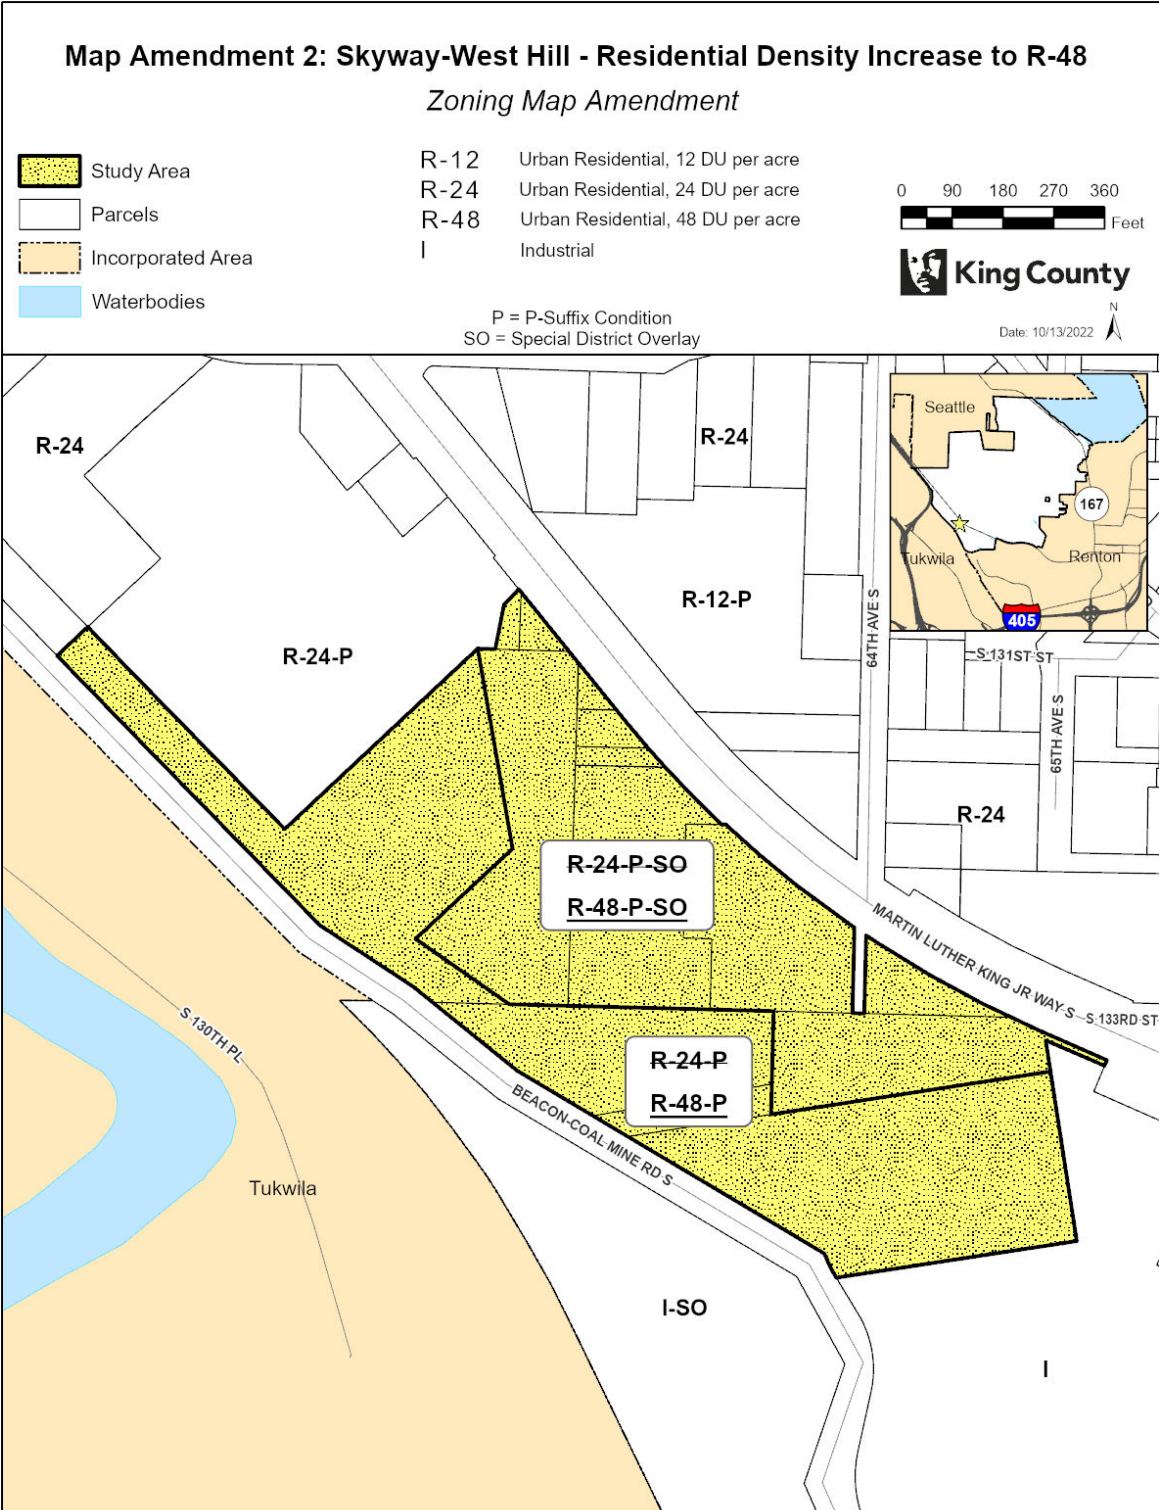 Map Amendment 2: Skyway-West Hill - Residential Density Increase to R-48
Zoning Map Amendment
Study Area
Parcels
Incorporated Area
Waterbodies
R-12 Urban Residential, 12 DU per acre
R-24 Urban Residential, 24 DU per acre
R-48 Urban Residential, 48 DU per acre
I Industrial
P = P-Suffix Condition
SO = Special District Overlay
0 90 180 270 360
Feet
King County
N
Date: 10/13/2022
R-24
R-24
Seattle
167
Tukwila
Renton
405
R-12-P
64TH AVE S
R-24-P
S 131ST ST
65TH AVE S
R-24
R-24-P-SO
R-48-P-SO
MARTIN LUTHER KING JR WAY S
S 133RD ST
S 130TH PL
R-24-P
R-48-P
BEACON-COAL MINE RD S
Tukwila
I-SO
I